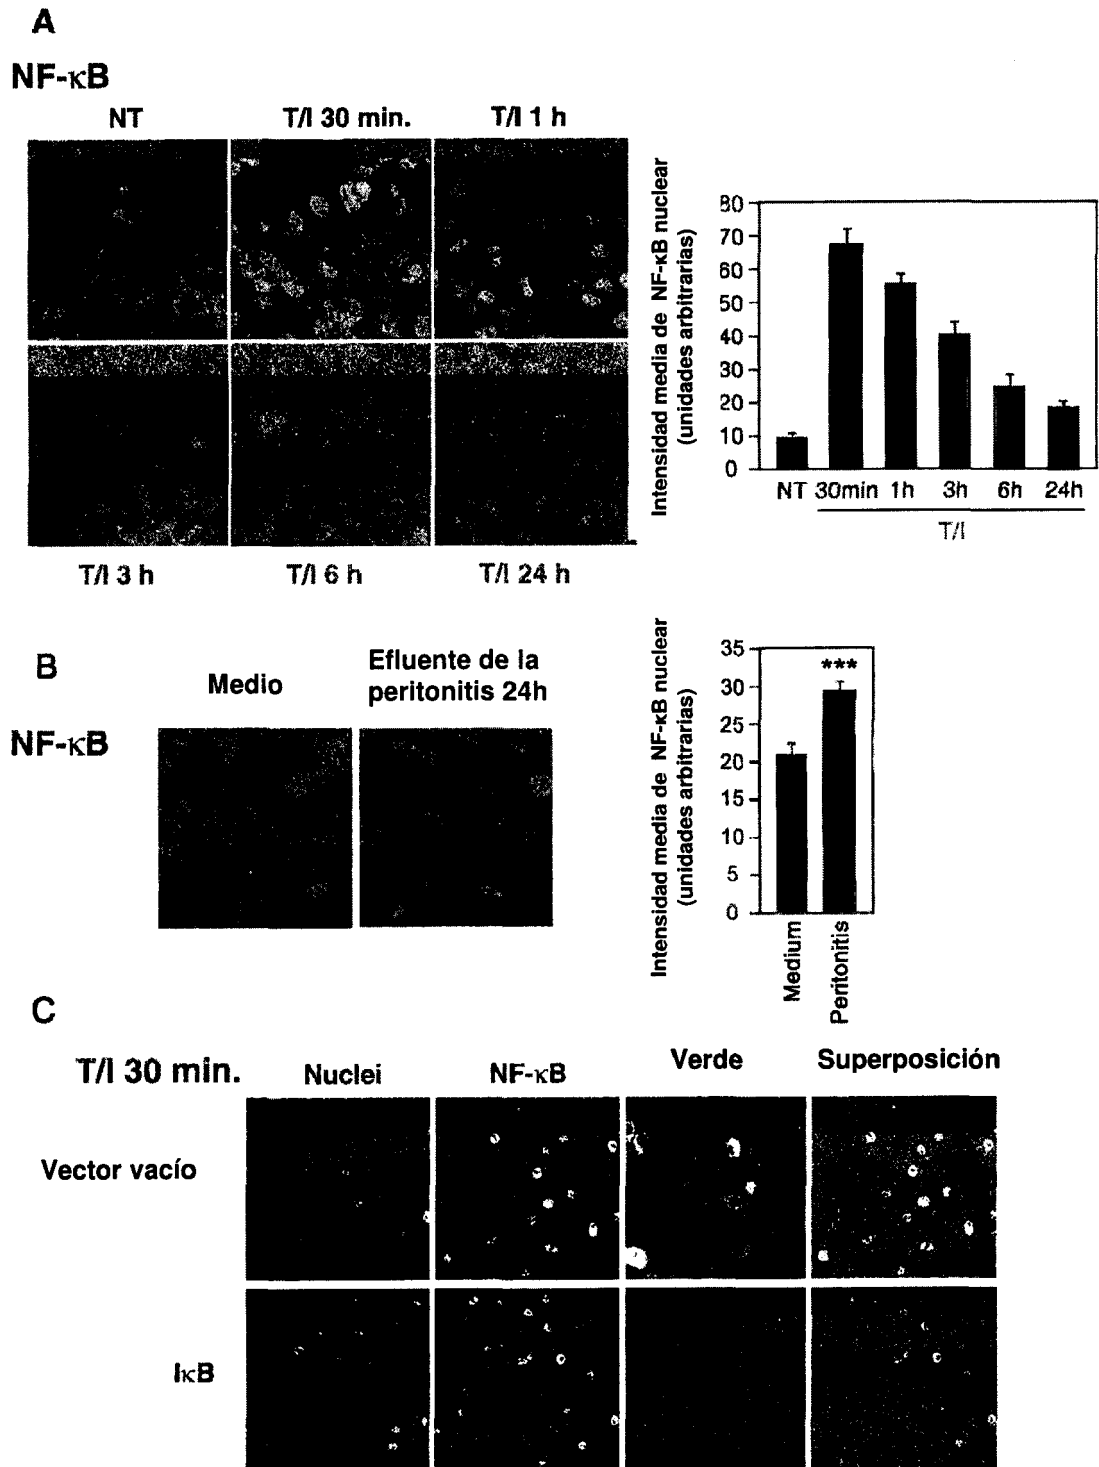 A
NF-κB
NT
T/I 30 min.
T/I 1 h
T/I 3 h
T/I 6 h
T/I 24 h
Intensidad media de NF-κB nuclear
(unidades arbitrarias)
80
70
60
50
40
30
20
10
0
NT 30min 1h 3h 6h 24h
T/I
B
NF-κB
Medio
Efluente de la
peritonitis 24h
Intensidad media de NF-κB nuclear
(unidades arbitrarias)
35
30
25
20
15
10
5
0
***
Medium
Peritonitis
C
T/I 30 min.
Nuclei
NF-κB
Verde
Superposición
Vector vacío
IκB